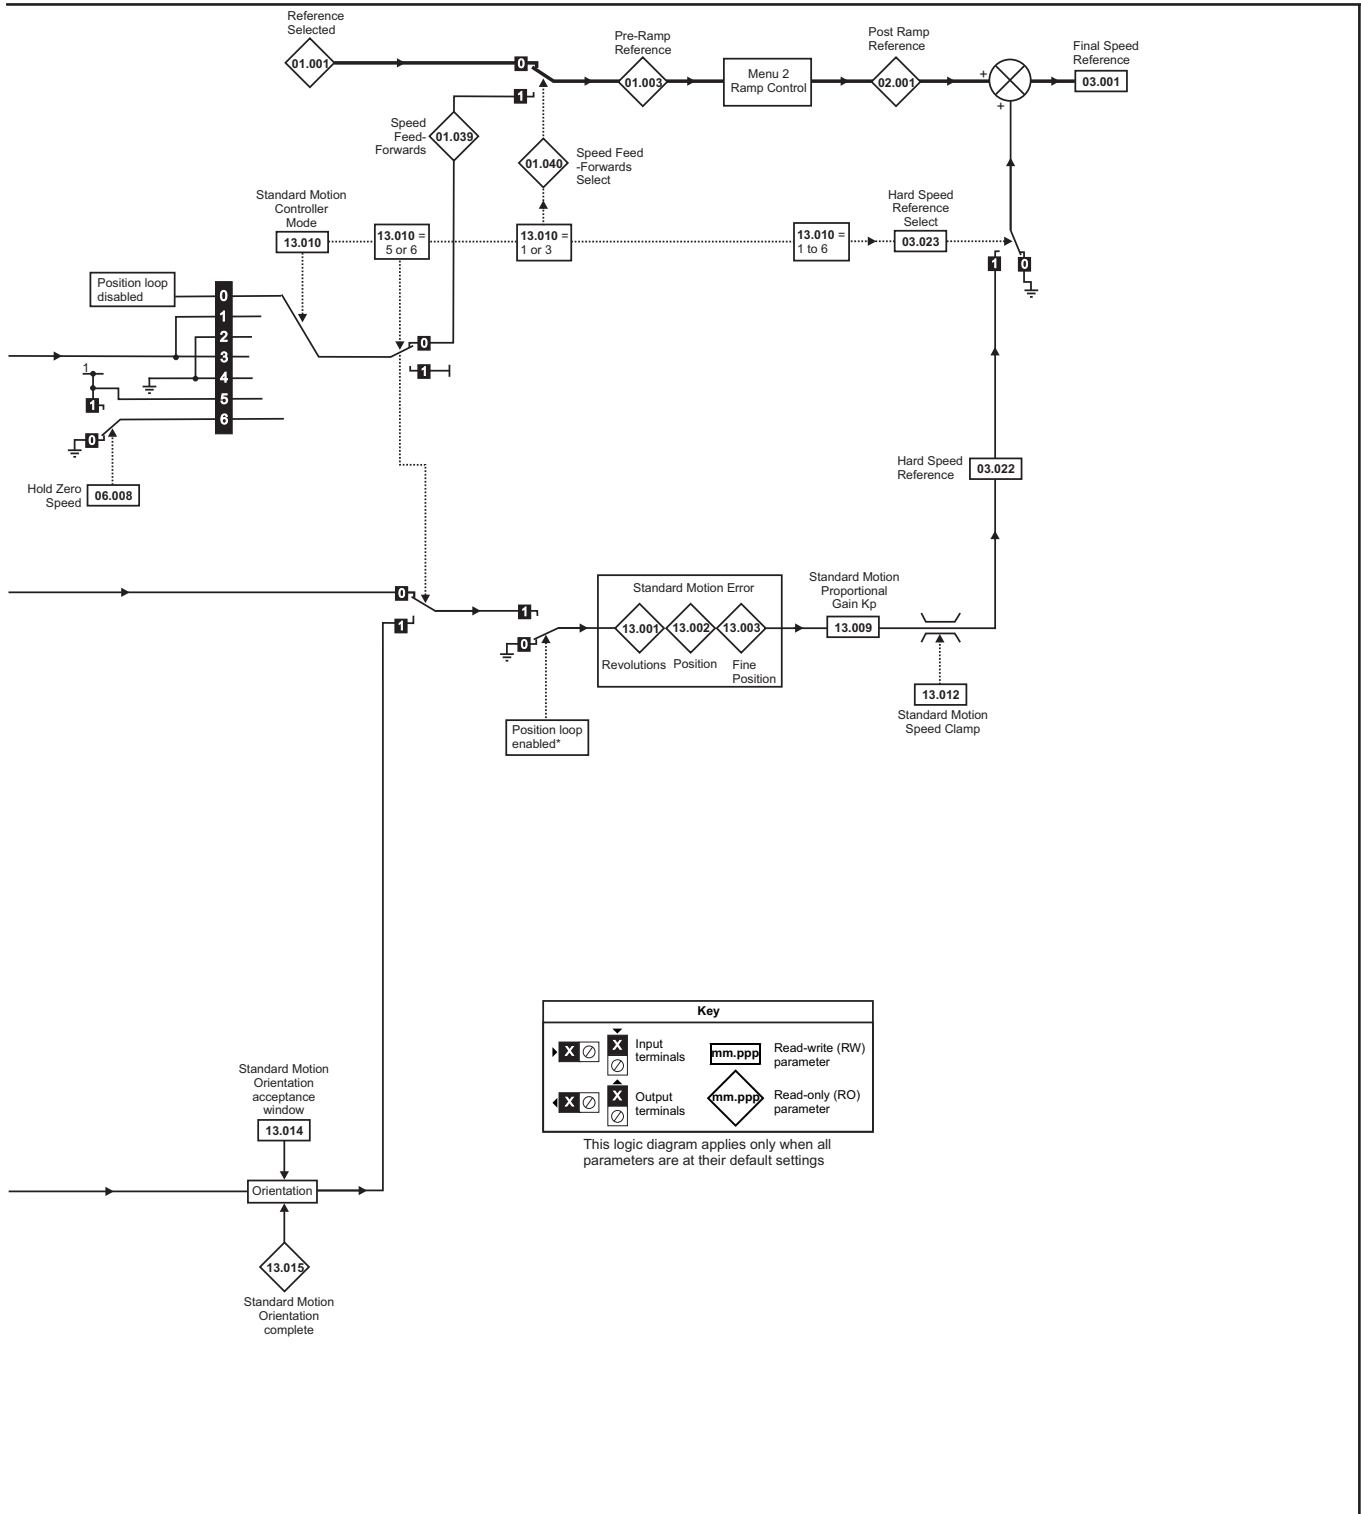 Reference
Selected
01.001
0
Pre-Ramp
Reference
01.003
Menu 2
Ramp Control
Post Ramp
Reference
02.001
+
+
Final Speed
Reference
03.001
1
Speed
Feed-
Forwards
01.039
01.040
Speed Feed
-Forwards
Select
Standard Motion
Controller
Mode
13.010
13.010 =
5 or 6
13.010 =
1 or 3
13.010 =
1 to 6
Hard Speed
Reference
Select
03.023
1
0
Position loop
disabled
0
1
2
3
4
5
6
0
1
1
1
0
Hold Zero
Speed
06.008
Hard Speed
Reference
03.022
0
1
1
0
Standard Motion Error
13.001
13.002
13.003
Revolutions
Position
Fine
Position
Standard Motion
Proportional
Gain Kp
13.009
13.012
Standard Motion
Speed Clamp
Position loop
enabled*
Key
X
X
Input
terminals
mm.ppp
Read-write (RW)
parameter
X
X
Output
terminals
mm.ppp
Read-only (RO)
parameter
This logic diagram applies only when all
parameters are at their default settings
Standard Motion
Orientation
acceptance
window
13.014
Orientation
13.015
Standard Motion
Orientation
complete